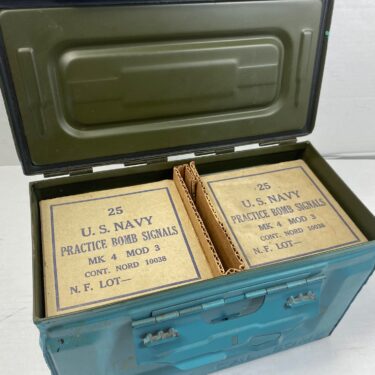 25
U. S. NAVY
PRACTICE BOMB SIGNALS
MK 4 MOD 3
CONT. NORD 10038
N. F. LOT—
25
U. S. NAVY
PRACTICE BOMB SIGNALS
MK 4 MOD 3
CONT. NORD 10038
N. F. LOT—